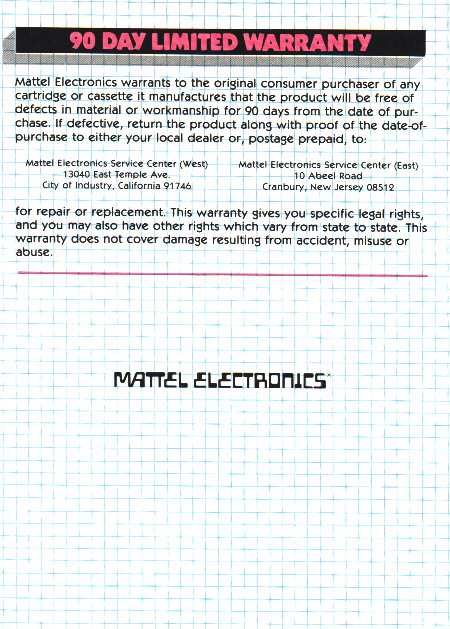 90 DAY LIMITED WARRANTY
Mattel Electronics warrants to the original consumer purchaser of any
cartridge or cassette it manufactures that the product will be free of
defects in material or workmanship for 90 days from the date of pur-
chase. If defective, return the product along with proof of the date-of-
purchase to either your local dealer or, postage prepaid, to:
Mattel Electronics Service Center (West)
13040 East Temple Ave.
City of Industry, California 91746
Mattel Electronics Service Center (East)
10 Abeel Road
Cranbury, New Jersey 08512
for repair or replacement. This warranty gives you specific legal rights,
and you may also have other rights which vary from state to state. This
warranty does not cover damage resulting from accident, misuse or
abuse.
MATTEL ELECTRONICS